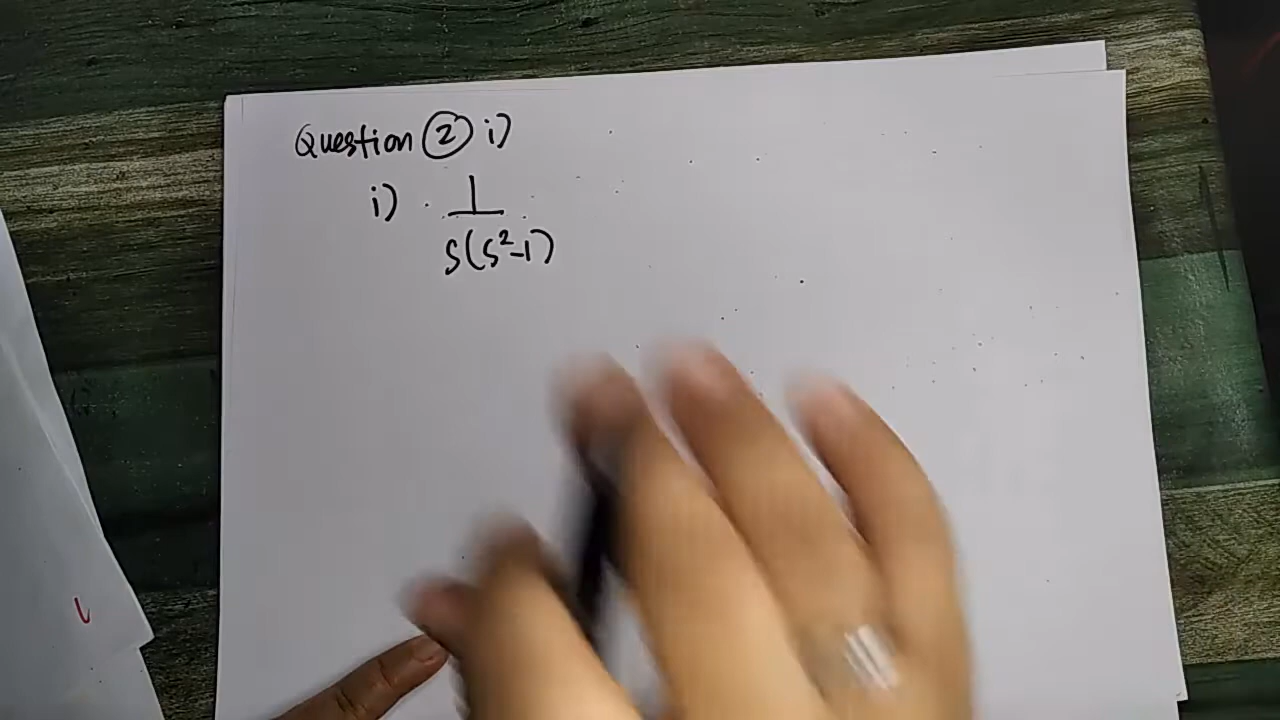 Question ② i)
i) 1
s(s²-1)